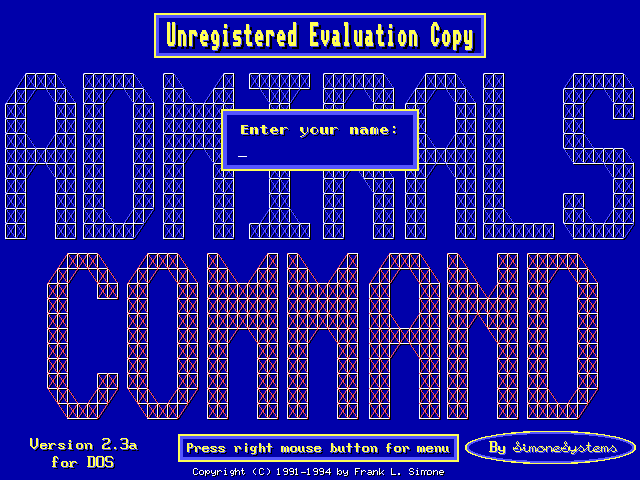 Unregistered Evaluation Copy
ADMIRALS
Enter your name:
_
COMMAND
Version 2.3a
for DOS
Press right mouse button for menu
By SimoneSystems
Copyright (C) 1991-1994 by Frank L. Simone